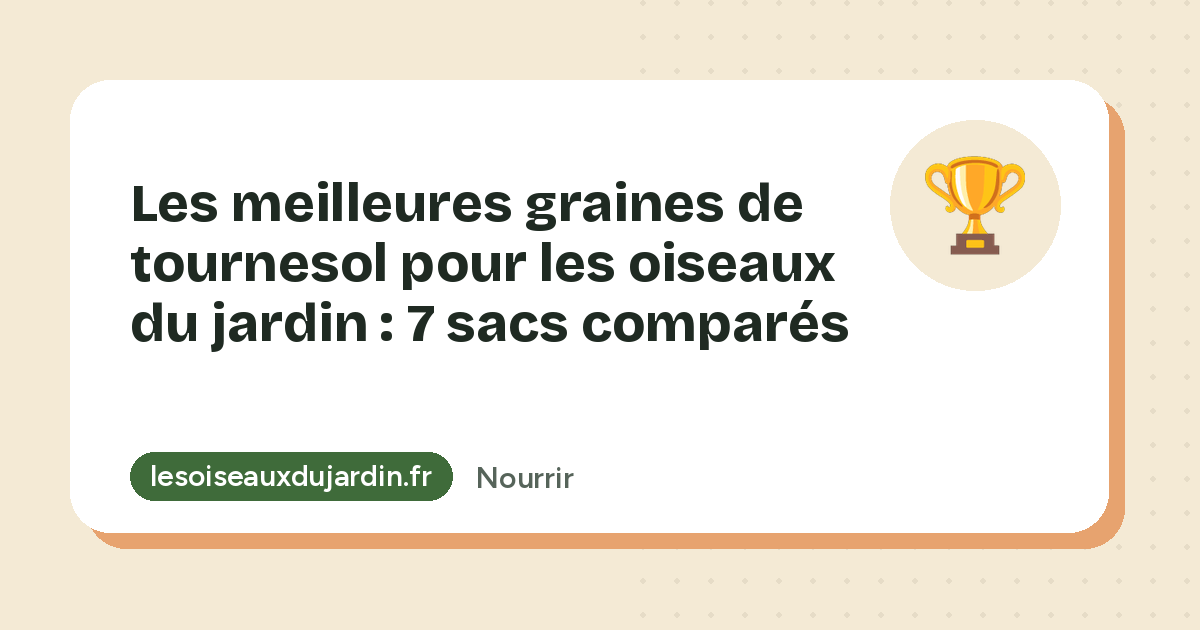 Les meilleures graines de
tournesol pour les oiseaux
du jardin : 7 sacs comparés
lesoiseauxdujardin.fr Nourrir